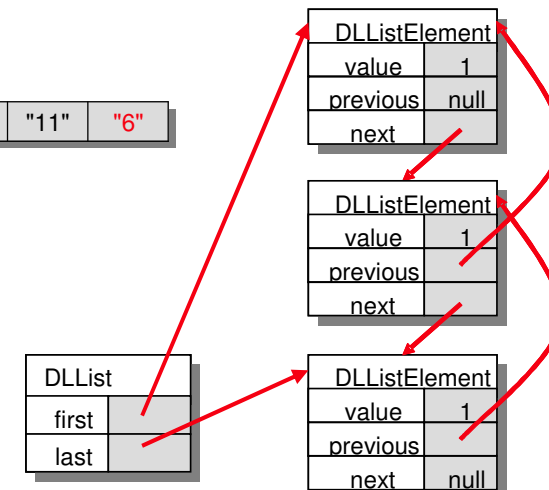 DLListElement
value 1
previous null
next
"11" "6"
DLListElement
value 1
previous
next
DLList
first
last
DLListElement
value 1
previous
next null